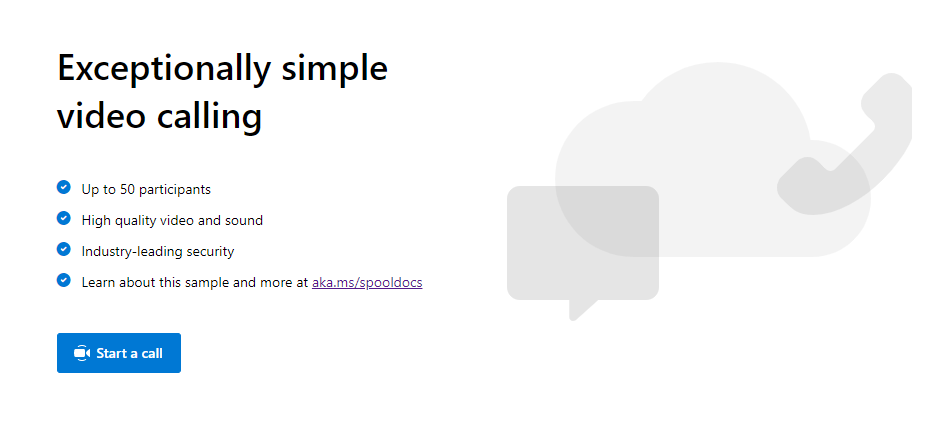 Exceptionally simple
video calling
Up to 50 participants
High quality video and sound
Industry-leading security
Learn about this sample and more at aka.ms/spooldocs
Start a call